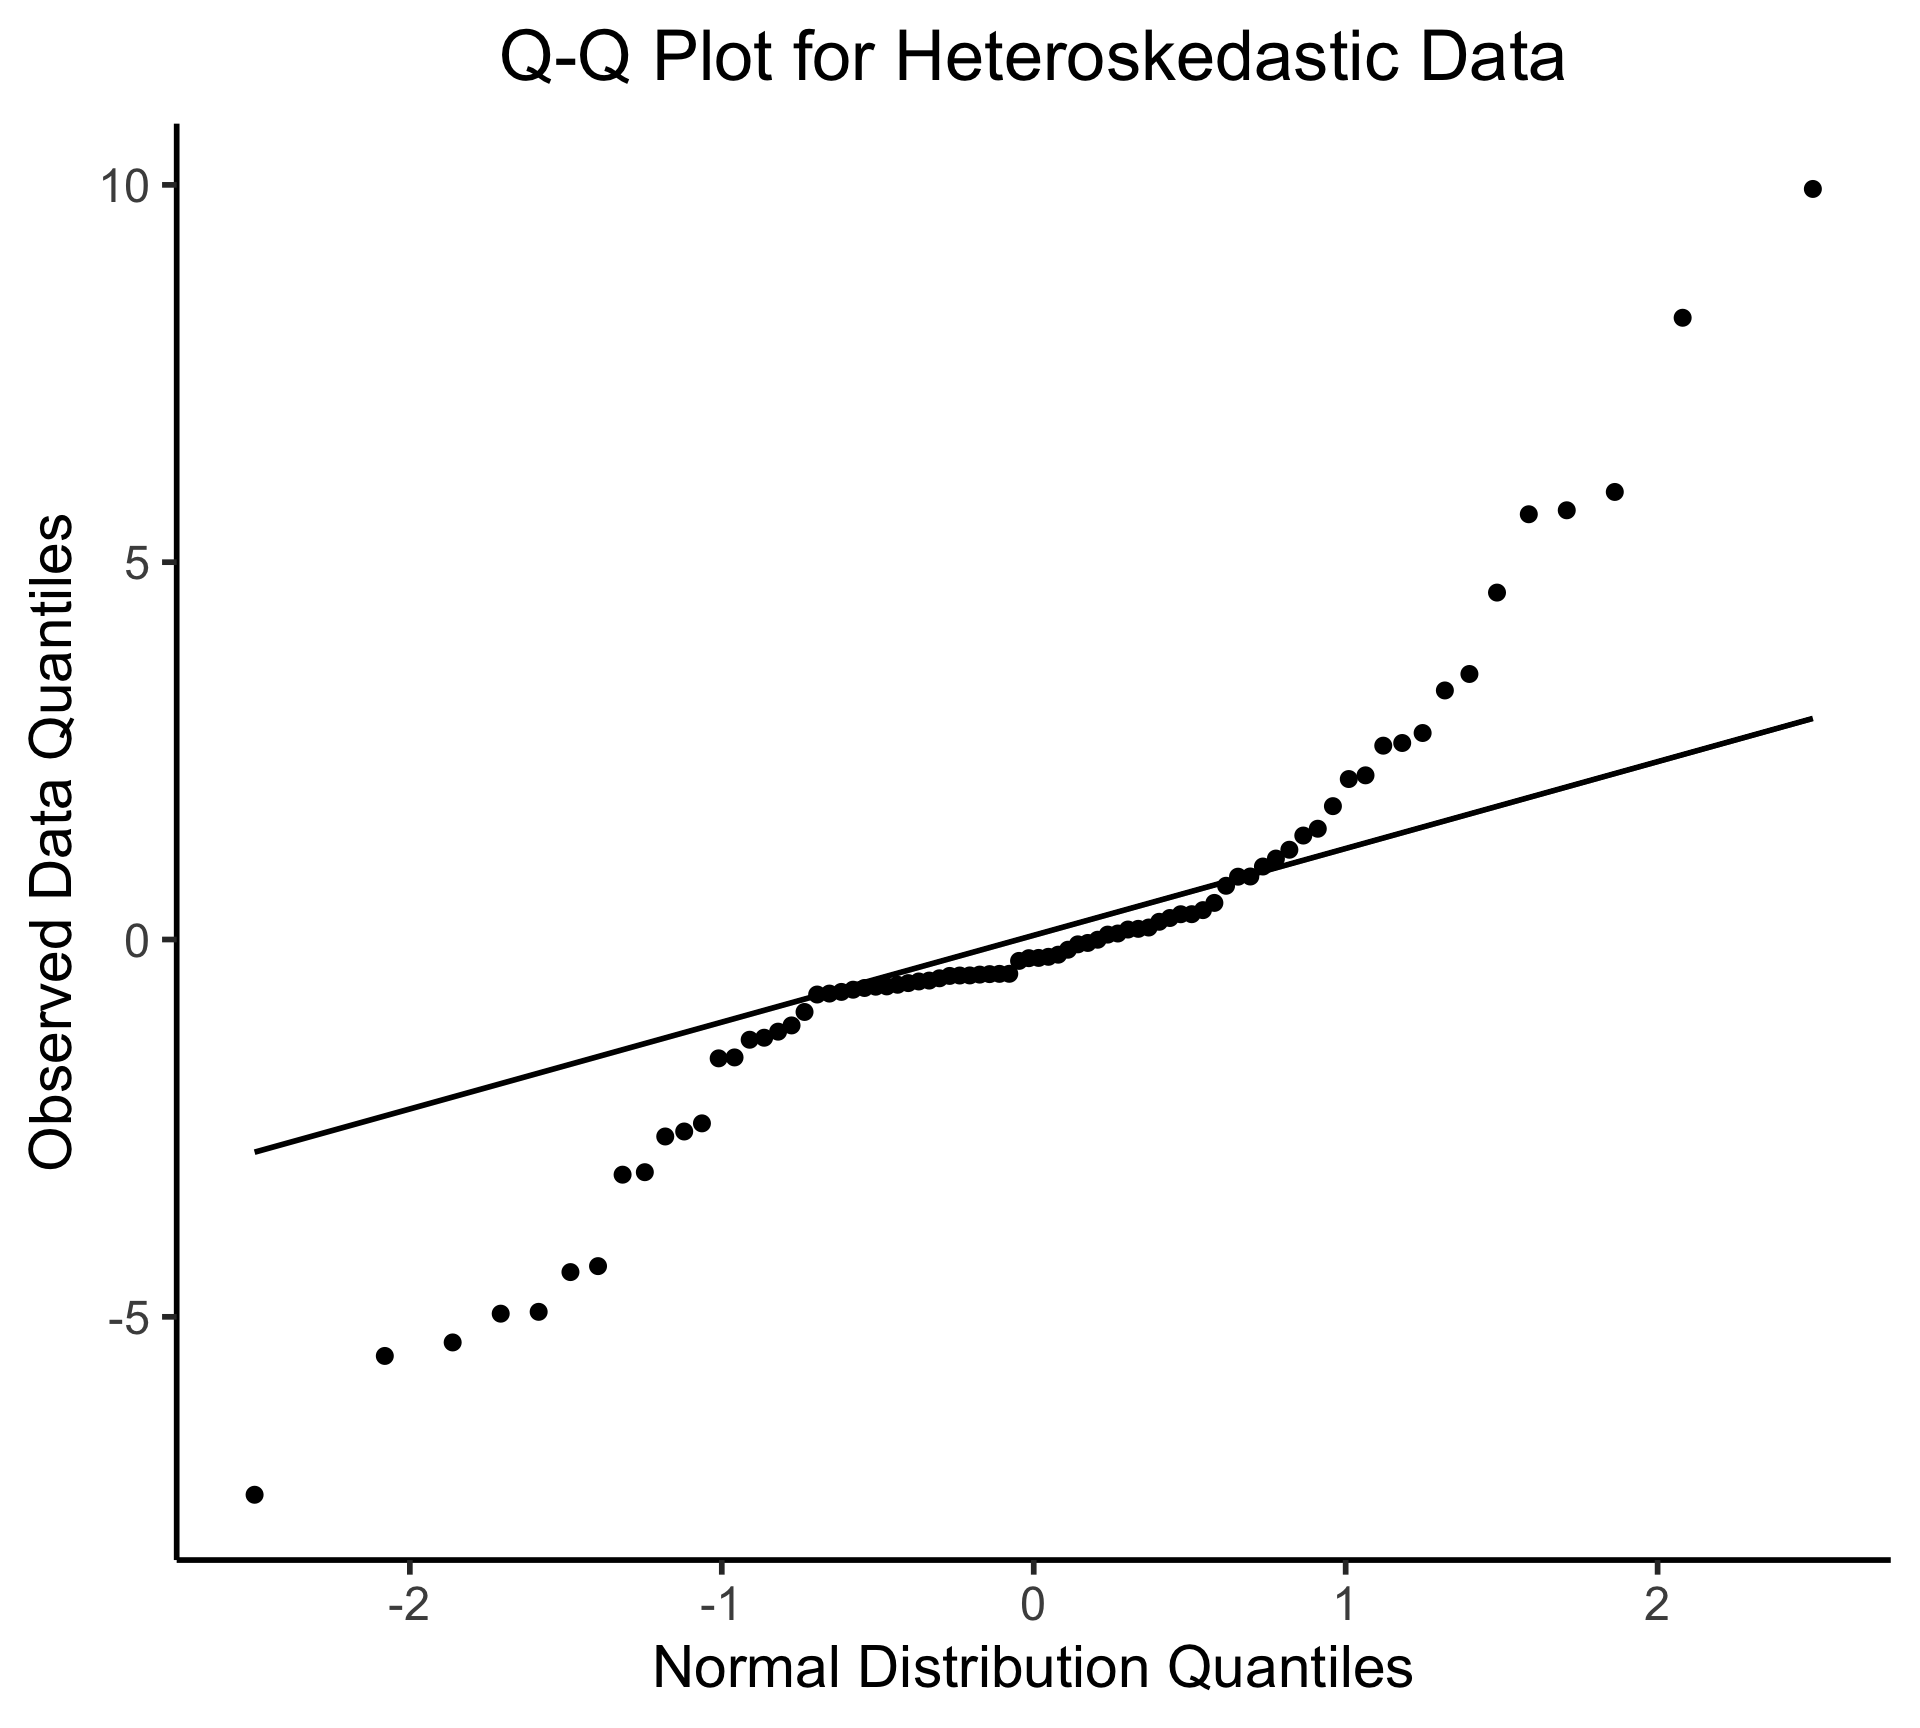 Q-Q Plot for Heteroskedastic Data
10
5
0
-5
Observed Data Quantiles
-2 -1 0 1 2
Normal Distribution Quantiles